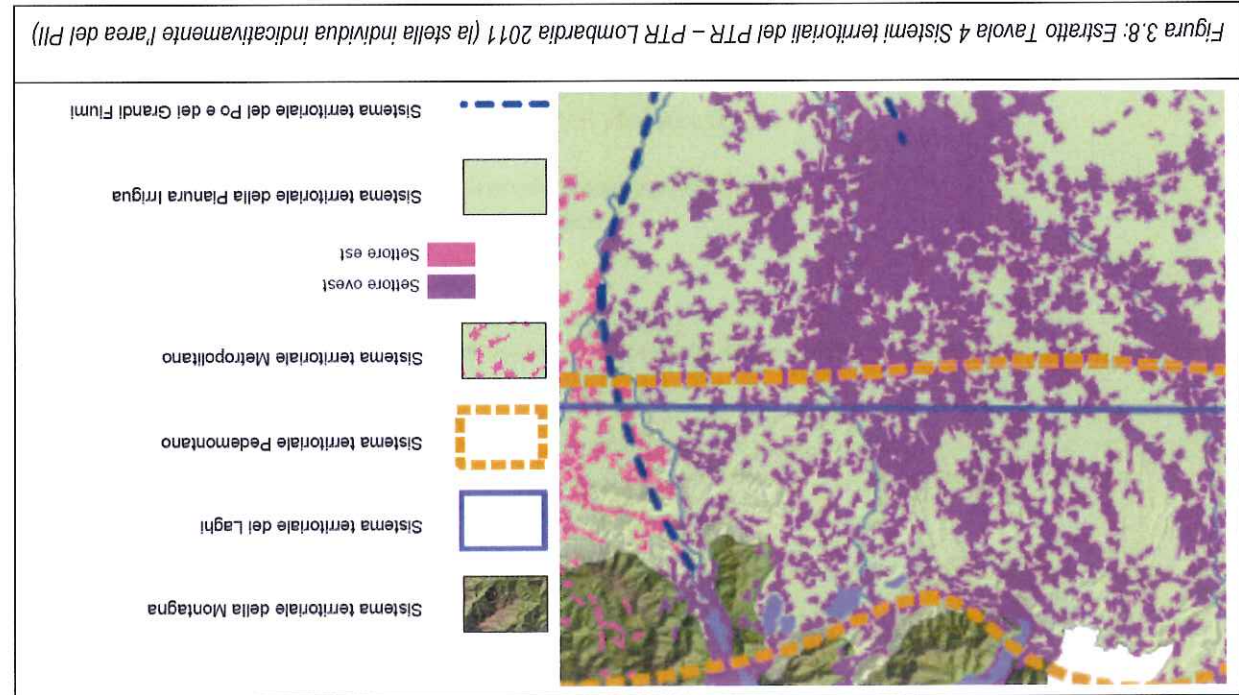 Sistema territoriale della Montagna
Sistema territoriale dei Laghi
Sistema territoriale Pedemontano
Sistema territoriale Metropolitano
Settore ovest
Settore est
Sistema territoriale della Pianura Irrigua
Sistema territoriale del Po e dei Grandi Fiumi
Figura 3.8: Estratto Tavola 4 Sistemi territoriali del PTR – PTR Lombardia 2011 (la stella individua indicativamente l'area del PII)